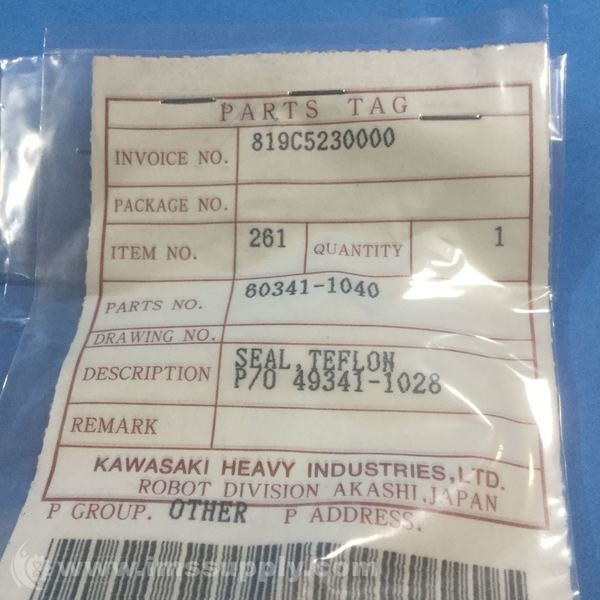 PARTS TAG
INVOICE NO. 819C5230000
PACKAGE NO.
ITEM NO. 261 QUANTITY 1
PARTS NO. 60341-1040
DRAWING NO.
DESCRIPTION SEAL,TEFLON
P/O 49341-1028
REMARK
KAWASAKI HEAVY INDUSTRIES,LTD.
ROBOT DIVISION AKASHI,JAPAN
P GROUP. OTHER P ADDRESS.
www.imssupply.com